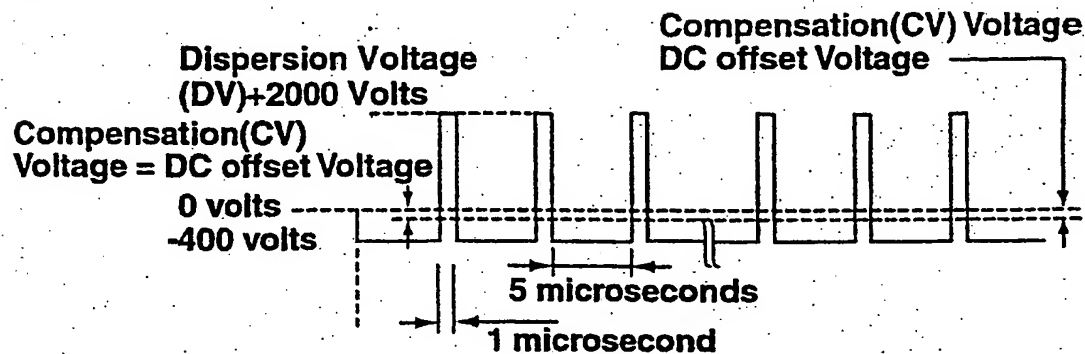 Compensation(CV) Voltage
DC offset Voltage
Dispersion Voltage
(DV)+2000 Volts
Compensation(CV)
Voltage = DC offset Voltage
0 volts
-400 volts
5 microseconds
1 microsecond